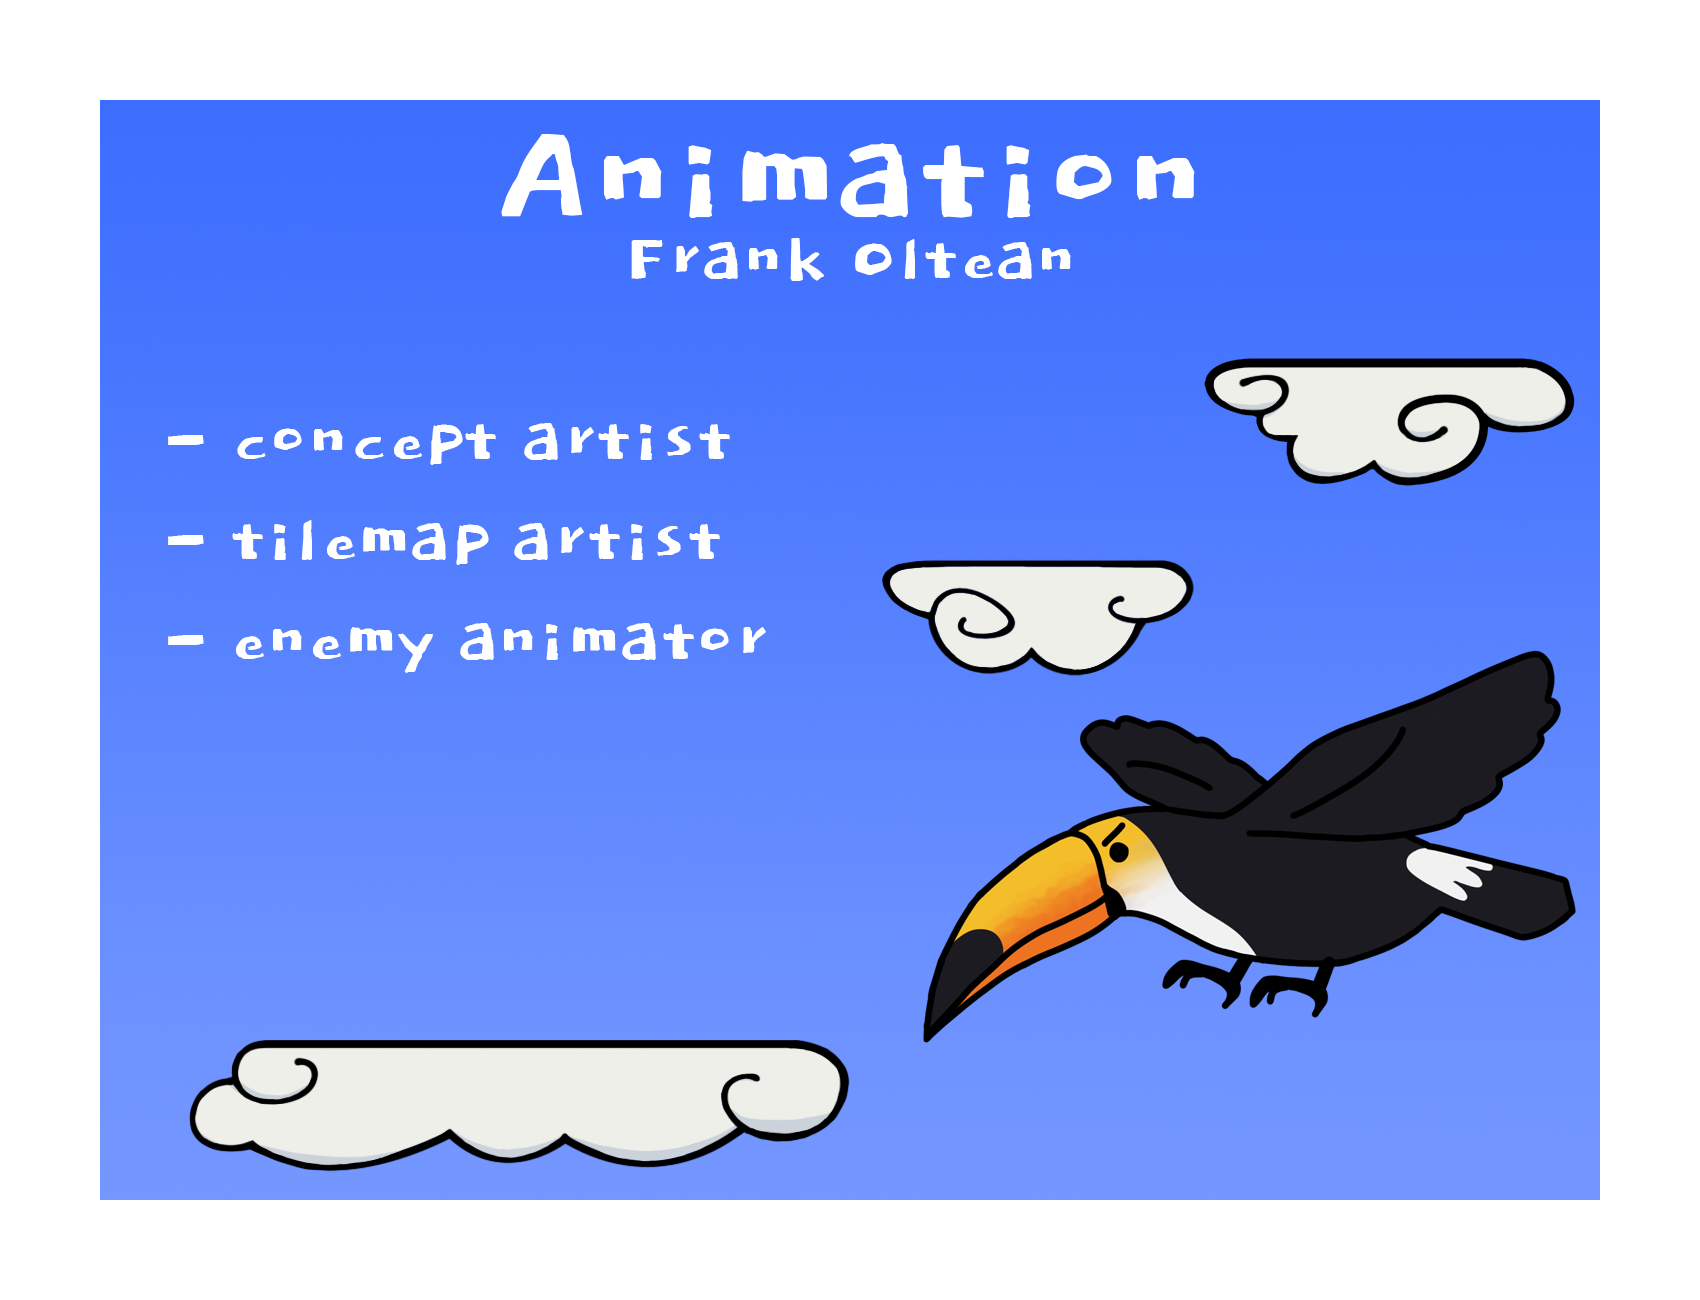 Animation
Frank Oltean
- concept artist
- tilemap artist
- enemy animator